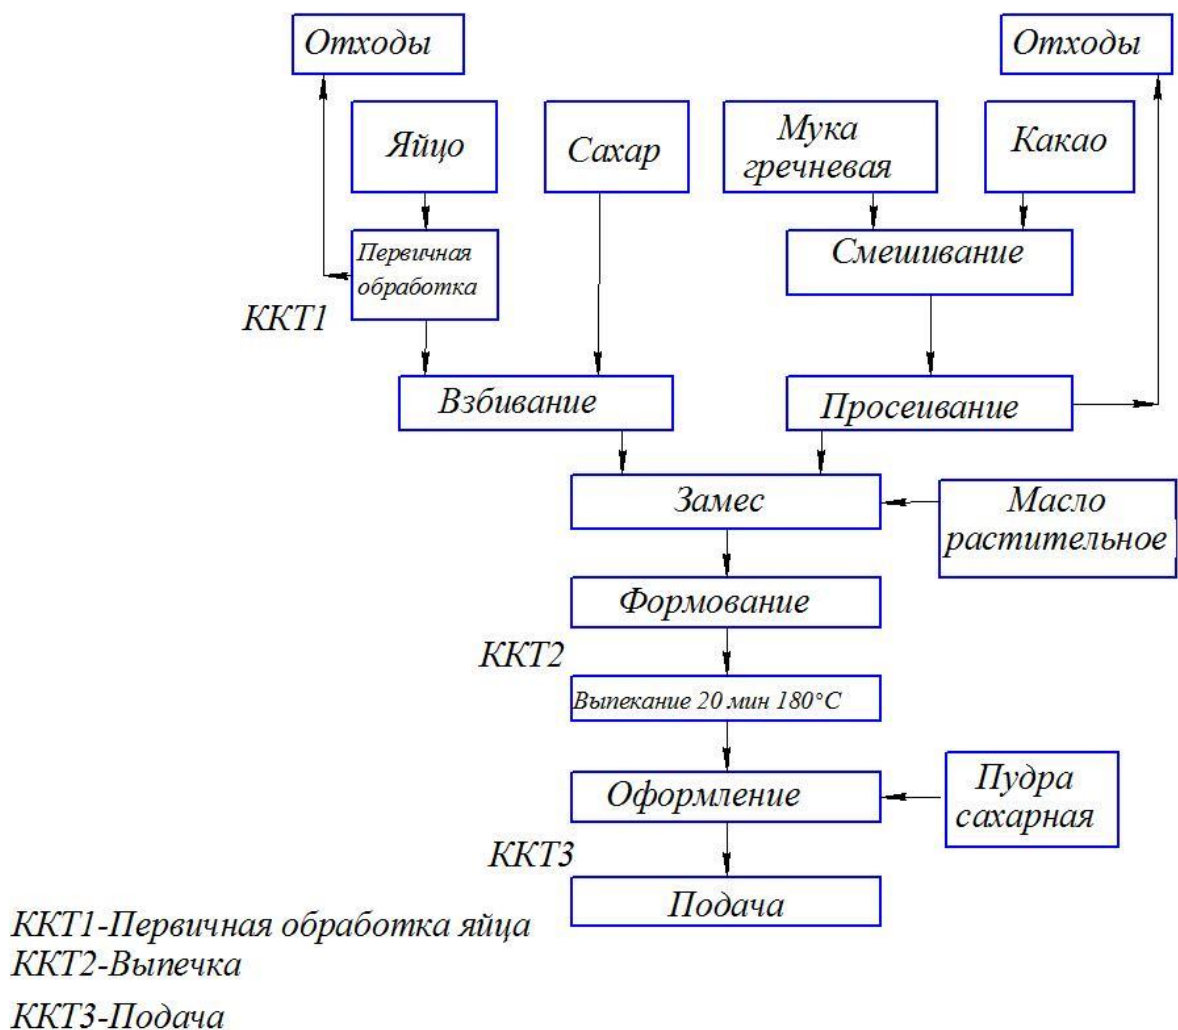 Отходы
Отходы
Яйцо
Сахар
Мука
гречневая
Какао
Первичная
обработка
Смешивание
ККТ1
Взбивание
Просеивание
Замес
Масло
растительное
Формование
ККТ2
Выпекание 20 мин 180°С
Оформление
Пудра
сахарная
ККТ3
Подача
ККТ1-Первичная обработка яйца
ККТ2-Выпечка
ККТ3-Подача